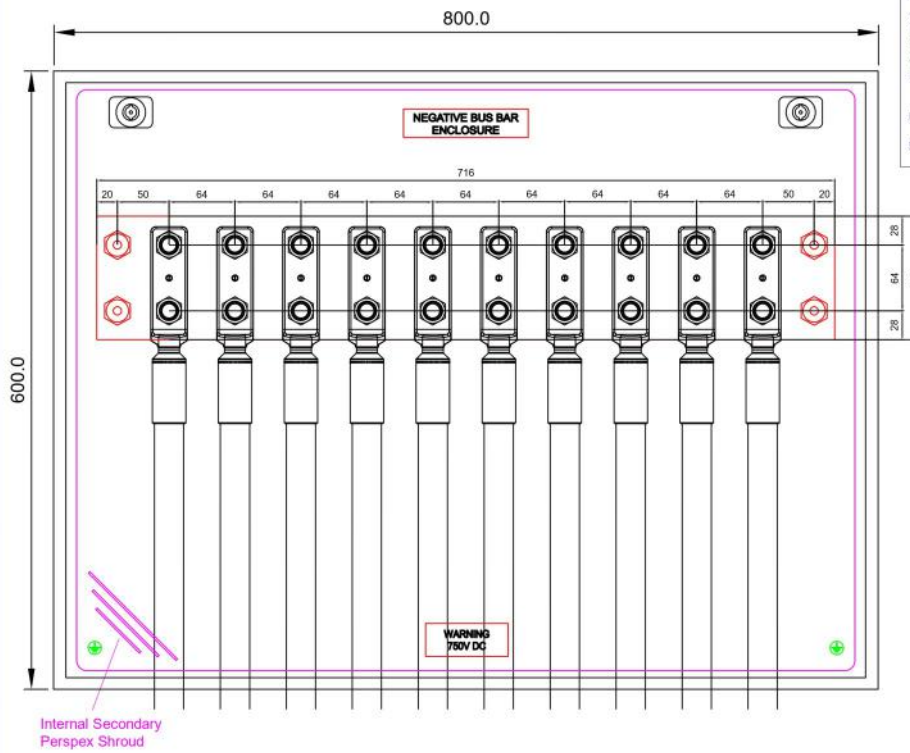 800.0
NEGATIVE BUS BAR
ENCLOSURE
716
20 50 64 64 64 64 64 64 64 64 64 50 20
28
64
28
600.0
WARNING
750V DC
Internal Secondary
Perspex Shroud